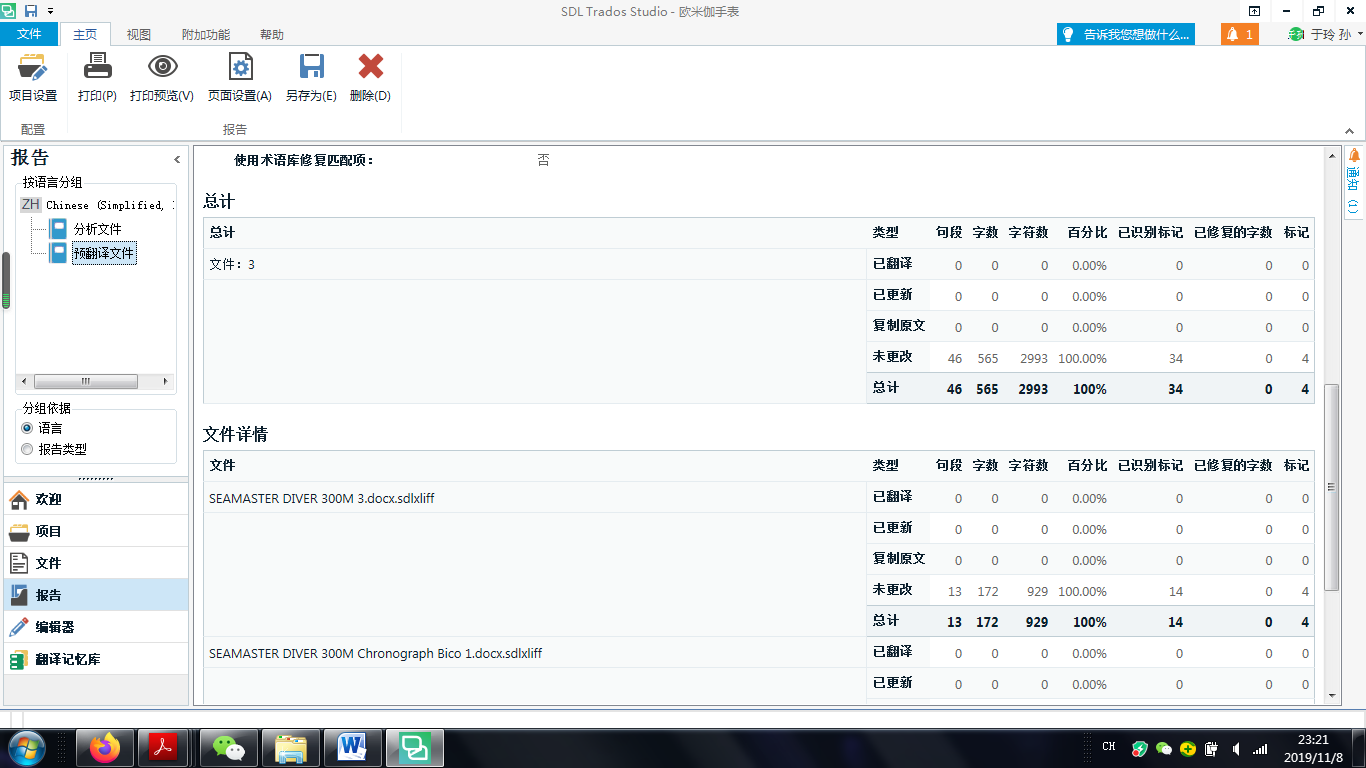 SDL Trados Studio - 欧米伽手表
文件 主页 视图 附加功能 帮助 告诉我您想做什么... 1 于玲 孙
项目设置 打印(P) 打印预览(V) 页面设置(A) 另存为(E) 删除(D)
配置 报告
报告
按语言分组
ZH Chinese (Simplified,
分析文件
预翻译文件
分组依据
语言
报告类型
欢迎
项目
文件
报告
编辑器
翻译记忆库
使用术语库修复匹配项： 否
总计
总计 类型 句段 字数 字符数 百分比 已识别标记 已修复的字数 标记
文件：3 已翻译 0 0 0 0.00% 0 0 0
已更新 0 0 0 0.00% 0 0 0
复制原文 0 0 0 0.00% 0 0 0
未更改 46 565 2993 100.00% 34 0 4
总计 46 565 2993 100% 34 0 4
文件详情
文件 类型 句段 字数 字符数 百分比 已识别标记 已修复的字数 标记
SEAMASTER DIVER 300M 3.docx.sdlxliff 已翻译 0 0 0 0.00% 0 0 0
已更新 0 0 0 0.00% 0 0 0
复制原文 0 0 0 0.00% 0 0 0
未更改 13 172 929 100.00% 14 0 4
总计 13 172 929 100% 14 0 4
SEAMASTER DIVER 300M Chronograph Bico 1.docx.sdlxliff 已翻译 0 0 0 0.00% 0 0 0
已更新 0 0 0 0.00% 0 0 0
通知 (1)
CH 23:21
2019/11/8